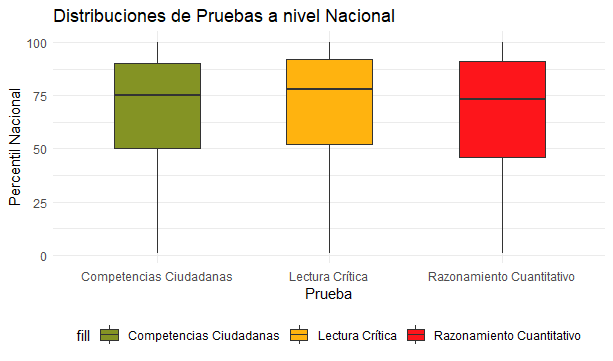 Distribuciones de Pruebas a nivel Nacional
Percentil Nacional
100
75
50
25
0
Competencias Ciudadanas Lectura Crítica Razonamiento Cuantitativo
Prueba
fill Competencias Ciudadanas Lectura Crítica Razonamiento Cuantitativo